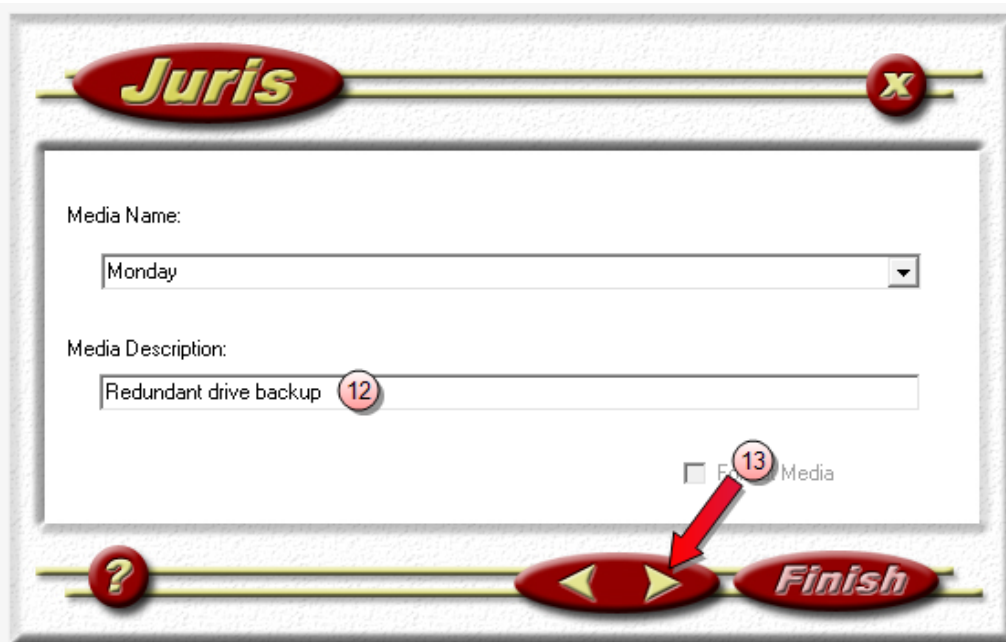 Juris
x
Media Name:
Monday
Media Description:
Redundant drive backup 12
13
Media
?
Finish